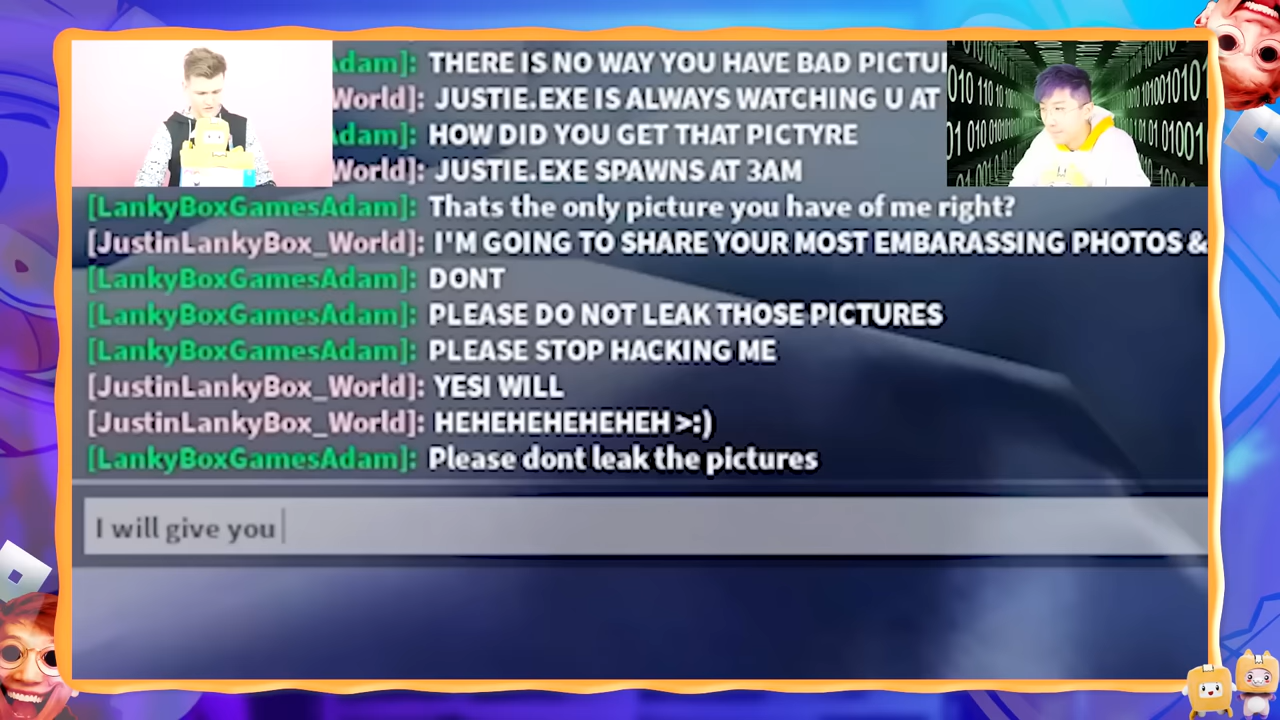 dam]: THERE IS NO WAY YOU HAVE BAD PICTU
World]: JUSTIE.EXE IS ALWAYS WATCHING U AT
dam]: HOW DID YOU GET THAT PICTYRE
World]: JUSTIE.EXE SPAWNS AT 3AM
[LankyBoxGamesAdam]: Thats the only picture you have of me right?
[JustinLankyBox_World]: I'M GOING TO SHARE YOUR MOST EMBARASSING PHOTOS &
[LankyBoxGamesAdam]: DONT
[LankyBoxGamesAdam]: PLEASE DO NOT LEAK THOSE PICTURES
[LankyBoxGamesAdam]: PLEASE STOP HACKING ME
[JustinLankyBox_World]: YESI WILL
[JustinLankyBox_World]: HEHEHEHEHEHEH >:)
[LankyBoxGamesAdam]: Please dont leak the pictures
I will give you